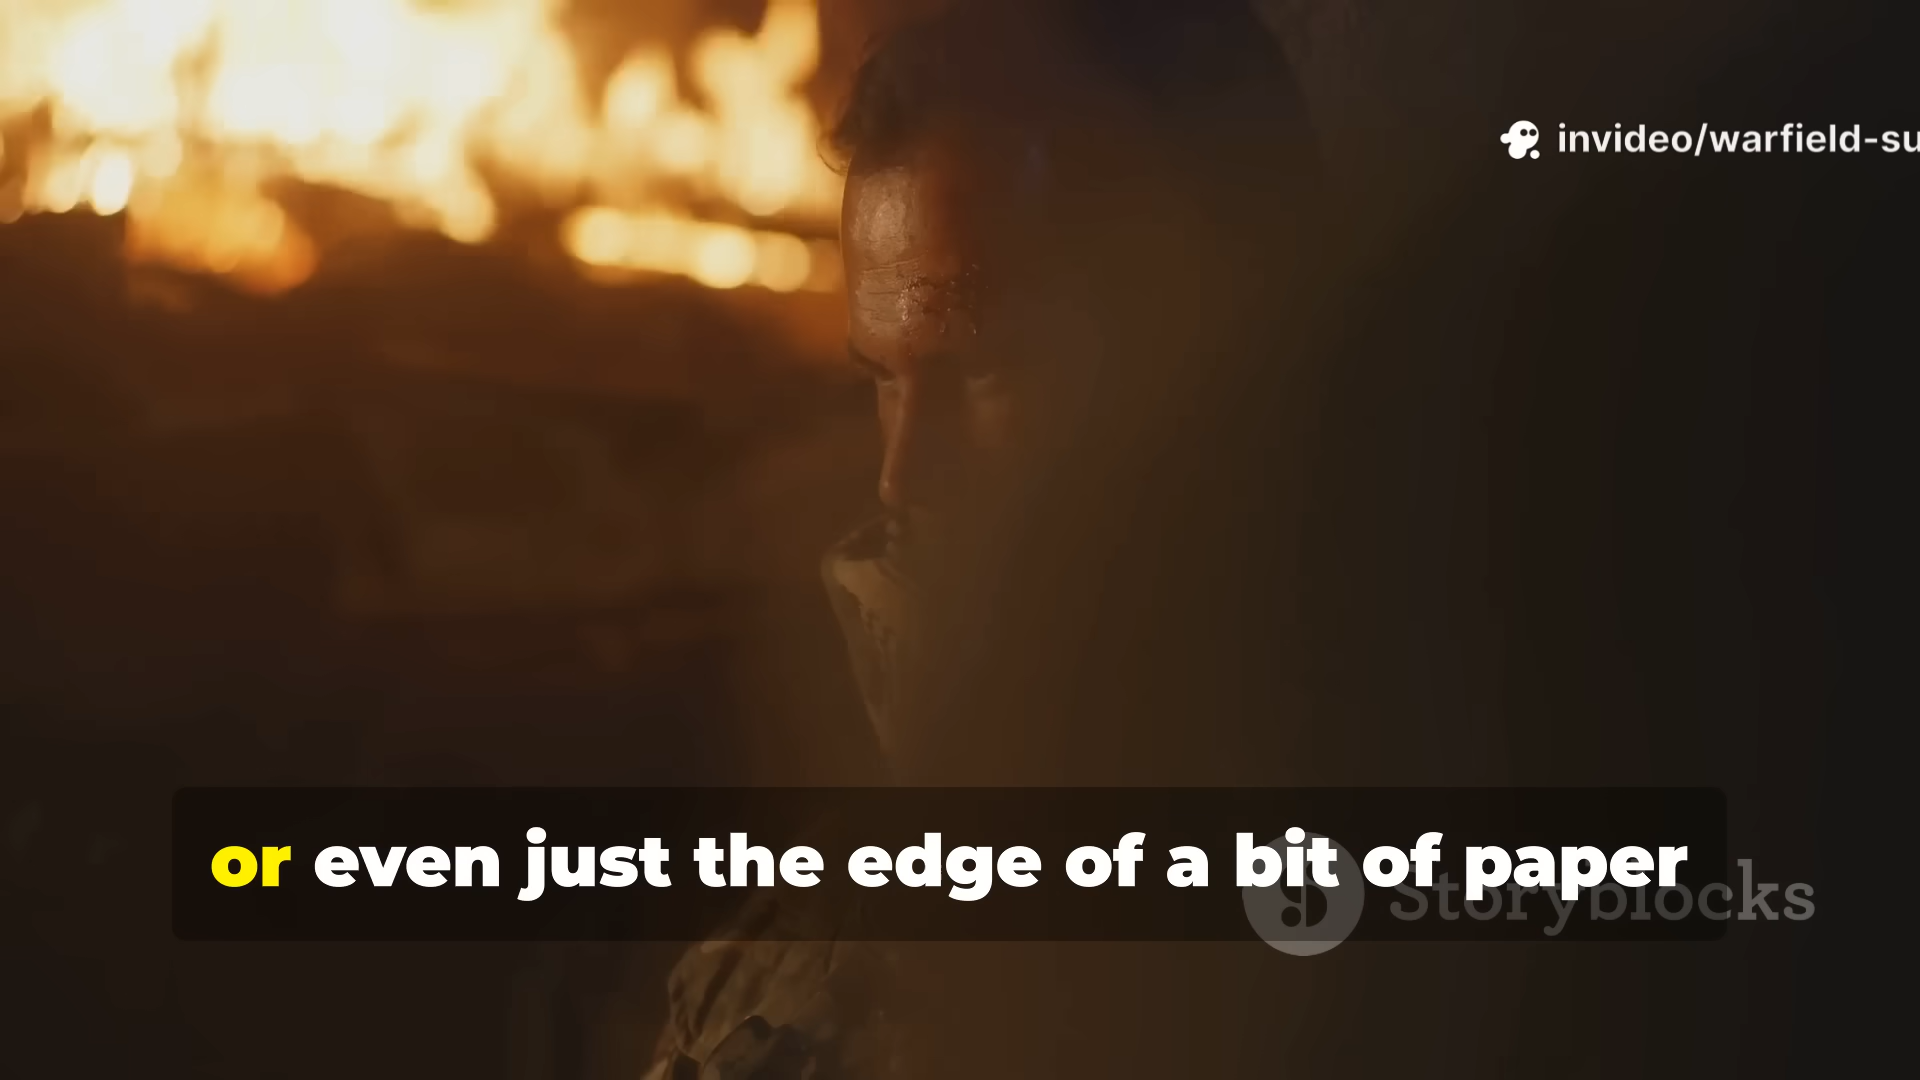 invideo/warfield-su
or even just the edge of a bit of paper
Storyblocks